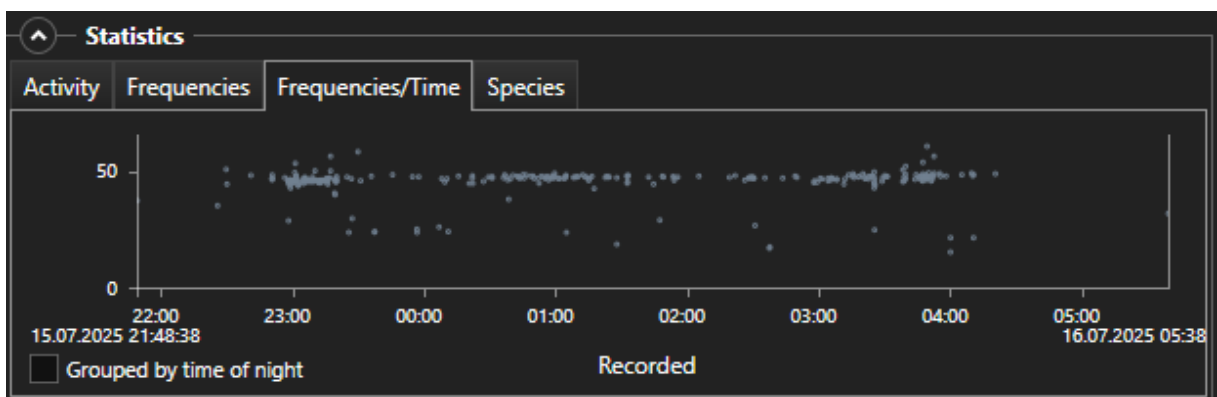 Statistics
Activity Frequencies Frequencies/Time Species
50
0
22:00 23:00 00:00 01:00 02:00 03:00 04:00 05:00
15.07.2025 21:48:38 16.07.2025 05:38
Grouped by time of night Recorded